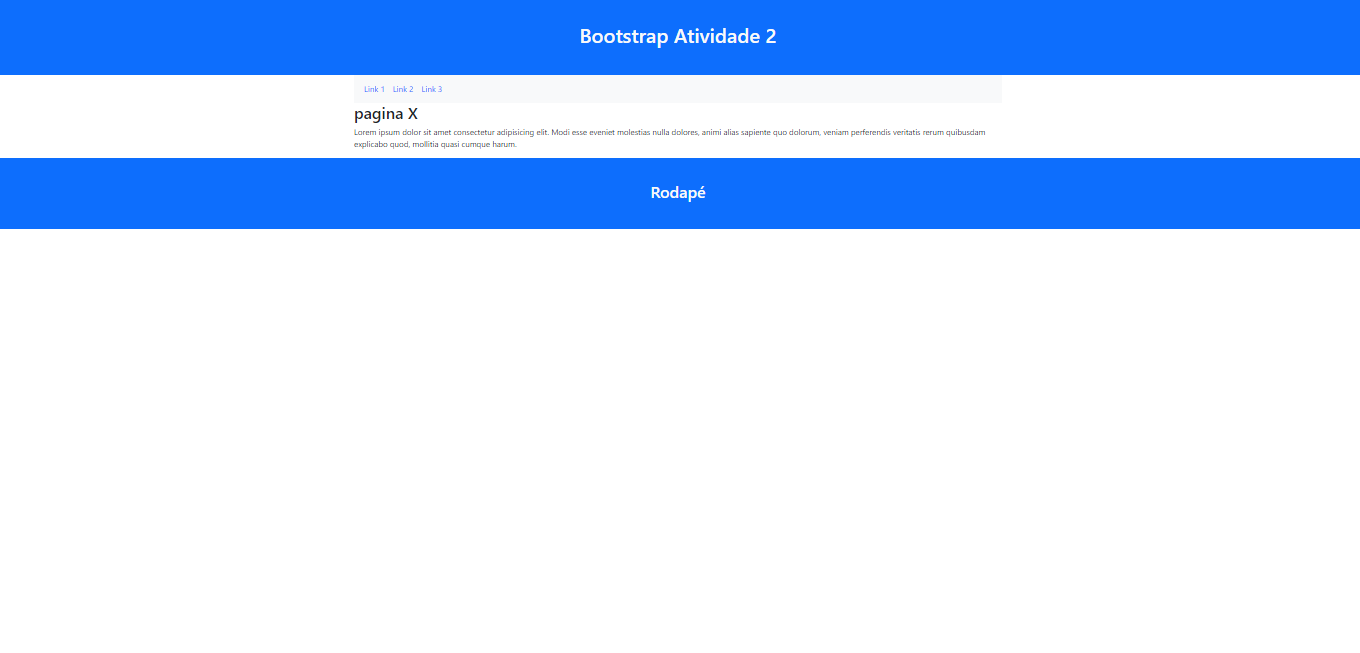 Bootstrap Atividade 2
Link 1 Link 2 Link 3
pagina X
Lorem ipsum dolor sit amet consectetur adipisicing elit. Modi esse eveniet molestias nulla dolores, animi alias sapiente quo dolorum, veniam perferendis veritatis rerum quibusdam
explicabo quod, mollitia quasi cumque harum.
Rodapé